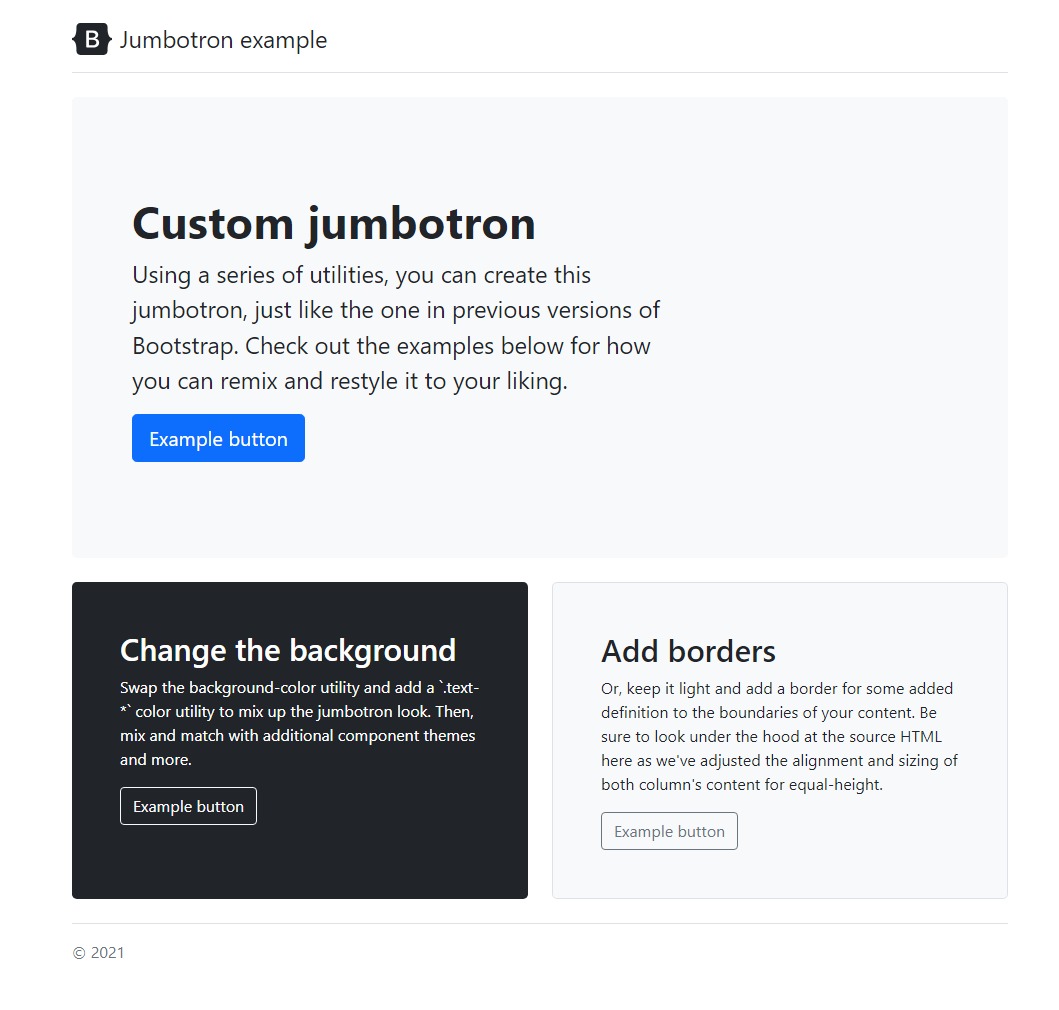 B Jumbotron example
Custom jumbotron
Using a series of utilities, you can create this
jumbotron, just like the one in previous versions of
Bootstrap. Check out the examples below for how
you can remix and restyle it to your liking.
Example button
Change the background
Swap the background-color utility and add a `.text-
*` color utility to mix up the jumbotron look. Then,
mix and match with additional component themes
and more.
Example button
Add borders
Or, keep it light and add a border for some added
definition to the boundaries of your content. Be
sure to look under the hood at the source HTML
here as we've adjusted the alignment and sizing of
both column's content for equal-height.
Example button
© 2021